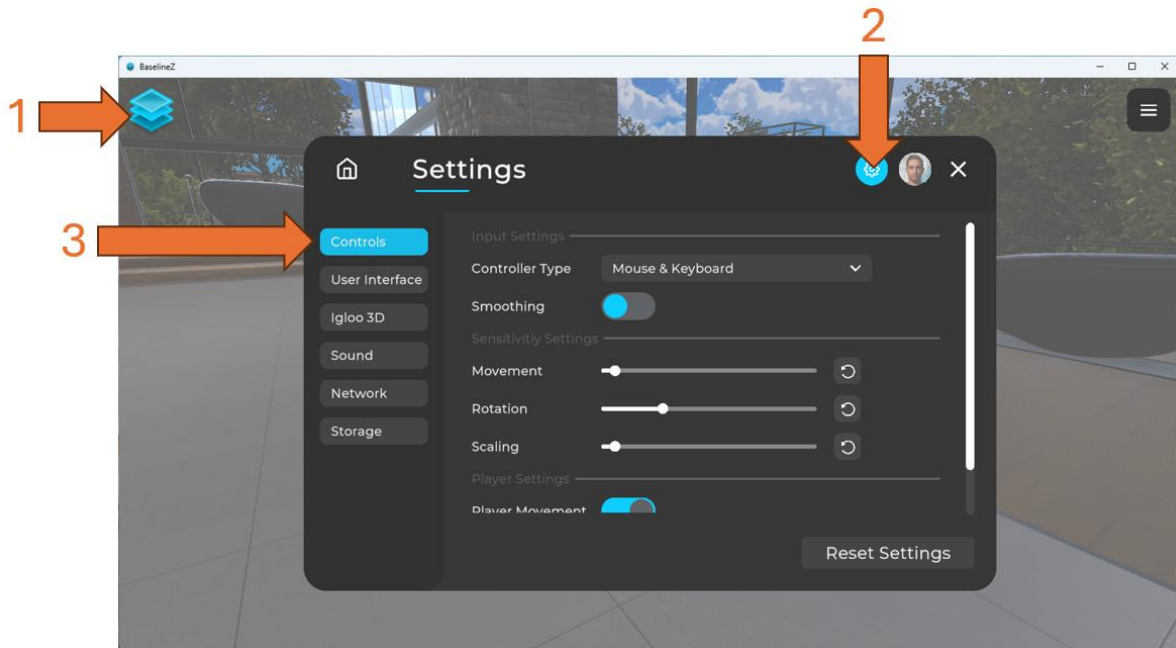 2
BaselineZ
1
Settings
3
Controls
User Interface
Igloo 3D
Sound
Network
Storage
Input Settings
Controller Type Mouse & Keyboard
Smoothing
Sensitivitiy Settings
Movement
Rotation
Scaling
Player Settings
Player Movement
Reset Settings